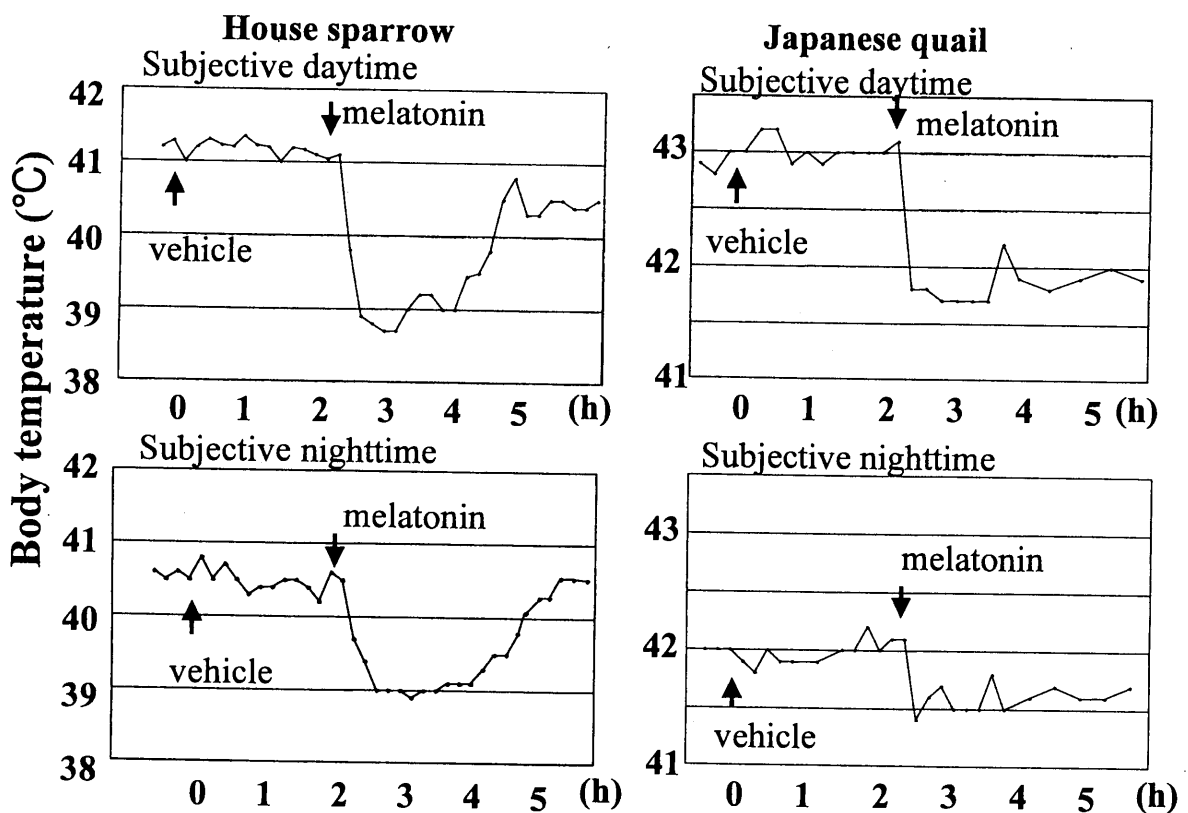 House sparrow
Subjective daytime
42
melatonin
41
40
vehicle
39
38
0 1 2 3 4 5 (h)
Japanese quail
Subjective daytime
melatonin
43
vehicle
42
41
0 1 2 3 4 5 (h)
Body temperature (°C)
Subjective nighttime
42
melatonin
41
40
vehicle
39
38
0 1 2 3 4 5 (h)
Subjective nighttime
43
melatonin
42
vehicle
41
0 1 2 3 4 5 (h)